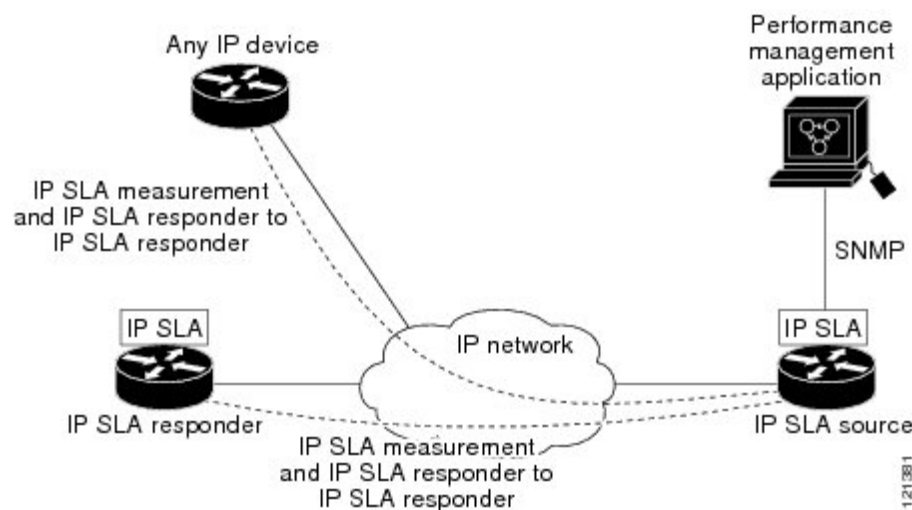 Any IP device
Performance
management
application
IP SLA measurement
and IP SLA responder to
IP SLA responder
SNMP
IP SLA
IP network
IP SLA
IP SLA responder
IP SLA source
IP SLA measurement
and IP SLA responder to
IP SLA responder
121381